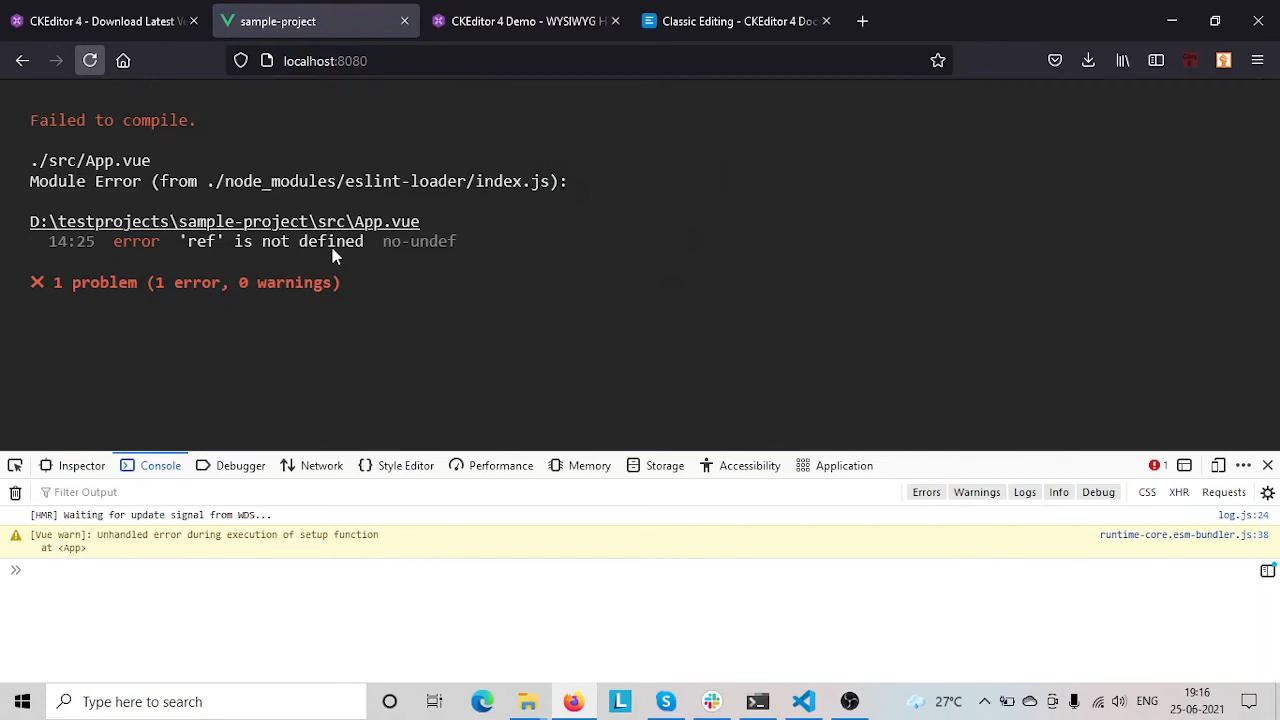 CKEditor 4 - Download Latest Ve
sample-project
CKEditor 4 Demo - WYSIWYG H
Classic Editing - CKEditor 4 Doc
localhost:8080
Failed to compile.
./src/App.vue
Module Error (from ./node_modules/eslint-loader/index.js):
D:\testprojects\sample-project\src\App.vue
14:25 error 'ref' is not defined no-undef
✕ 1 problem (1 error, 0 warnings)
Inspector Console Debugger Network Style Editor Performance Memory Storage Accessibility Application 1
Filter Output Errors Warnings Logs Info Debug CSS XHR Requests
[HMR] Waiting for update signal from WDS... log.js:24
[Vue warn]: Unhandled error during execution of setup function runtime-core.esm-bundler.js:38
at <App>
Type here to search
27°C
ENG
19:16
25-06-2021